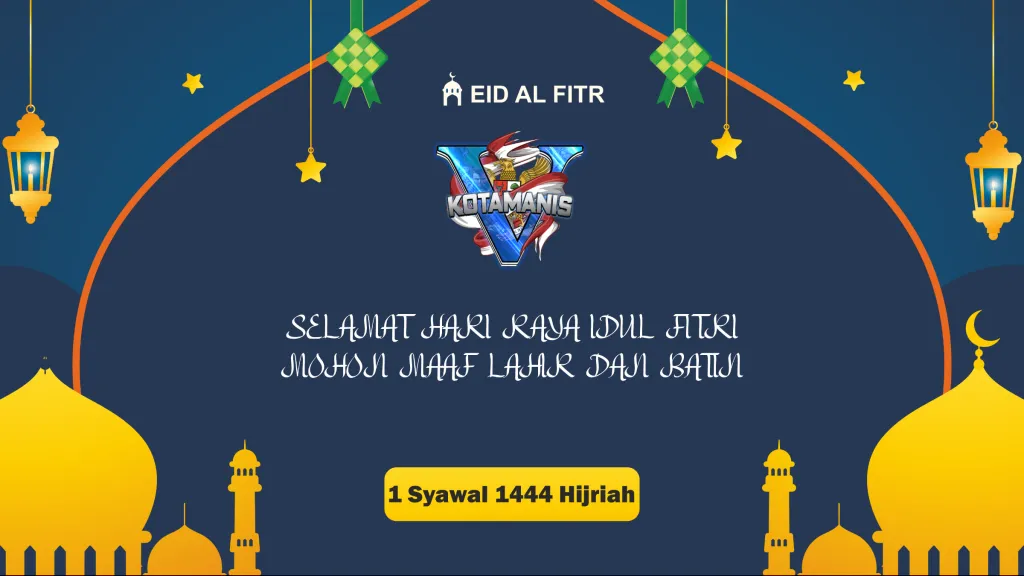 EID AL FITR
V
KOTAMANIS
SELAMAT HARI RAYA IDUL FITRI
MOHON MAAF LAHIR DAN BATIN
1 Syawal 1444 Hijriah